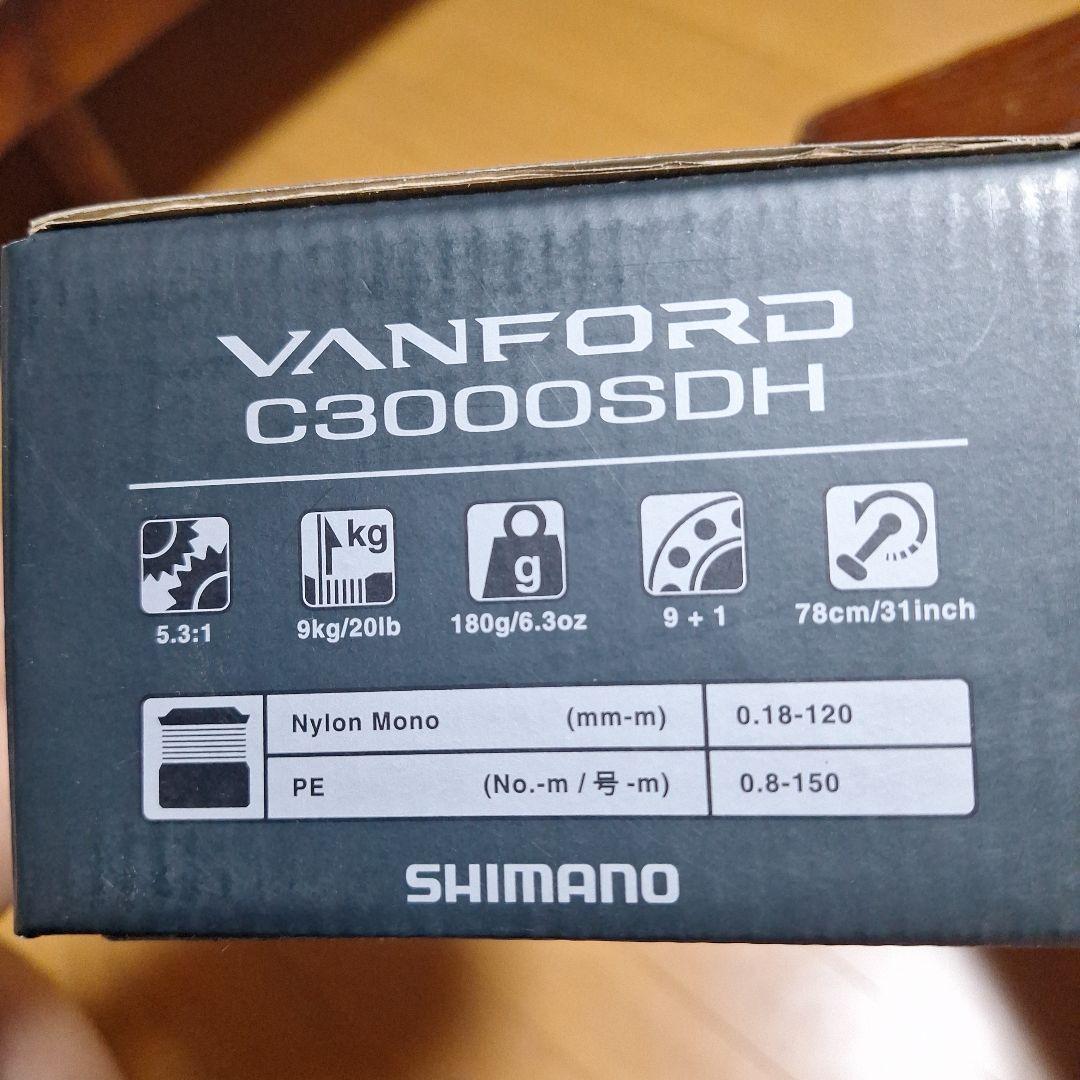 VANFORD
C3000SDH
kg
g
5.3:1
9kg/20lb
180g/6.3oz
9 + 1
78cm/31inch
Nylon Mono (mm-m) 0.18-120
PE (No.-m / 号 -m) 0.8-150
SHIMANO